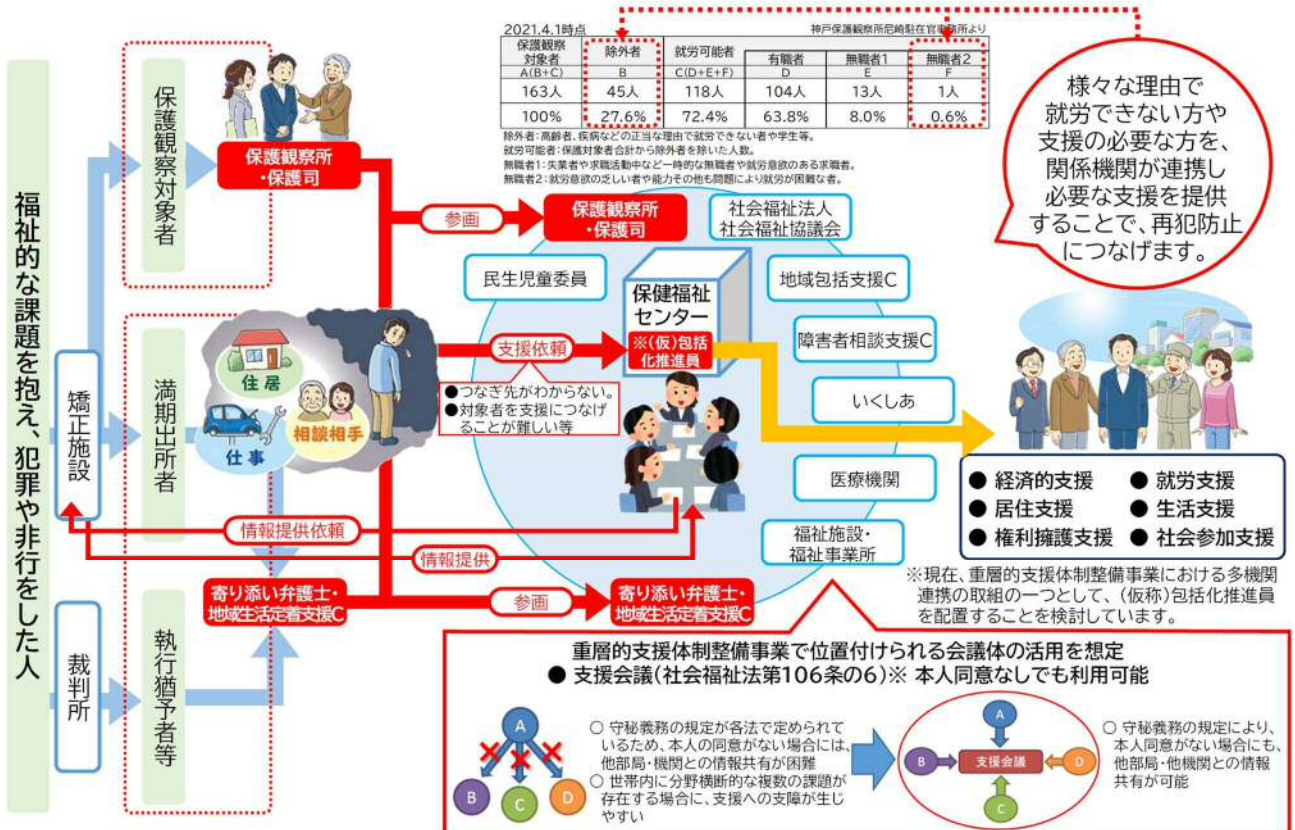 福祉的な課題を抱え、犯罪や非行をした人
矯正施設
裁判所
保護観察対象者
満期出所者
執行猶予者等
保護観察所
・保護司
住居
仕事
相談相手
寄り添い弁護士・
地域生活定着支援C
参画
支援依頼
●つなぎ先がわからない。
●対象者を支援につなげ
ることが難しい等
情報提供依頼
情報提供
参画
2021.4.1時点
神戸保護観察所尼崎駐在官事務所より
保護観察
対象者 除外者 就労可能者 有職者 無職者1 無職者2
A(B+C) B C(D+E+F) D E F
163人 45人 118人 104人 13人 1人
100% 27.6% 72.4% 63.8% 8.0% 0.6%
除外者:高齢者、疾病などの正当な理由で就労できない者や学生等。
就労可能者:保護対象者合計から除外者を除いた人数。
無職者1:失業者や求職活動中など一時的な無職者や就労意欲のある求職者。
無職者2:就労意欲の乏しい者や能力その他も問題により就労が困難な者。
保護観察所
・保護司
社会福祉法人
社会福祉協議会
民生児童委員
地域包括支援C
保健福祉
センター
※(仮)包括
化推進員
障害者相談支援C
いくしあ
医療機関
福祉施設・
福祉事業所
寄り添い弁護士・
地域生活定着支援C
様々な理由で
就労できない方や
支援の必要な方を、
関係機関が連携し
必要な支援を提供
することで、再犯防止
につなげます。
● 経済的支援 ● 就労支援
● 居住支援 ● 生活支援
● 権利擁護支援 ● 社会参加支援
※現在、重層的支援体制整備事業における多機関
連携の取組の一つとして、(仮称)包括化推進員
を配置することを検討しています。
重層的支援体制整備事業で位置付けられる会議体の活用を想定
● 支援会議(社会福祉法第106条の6)※ 本人同意なしでも利用可能
A
B
C
D
○ 守秘義務の規定が各法で定められて
いるため、本人の同意がない場合には、
他部局・機関との情報共有が困難
○ 世帯内に分野横断的な複数の課題が
存在する場合に、支援への支障が生じ
やすい
A
B
支援会議
D
C
○ 守秘義務の規定により、
本人同意がない場合にも、
他部局・他機関との情報
共有が可能